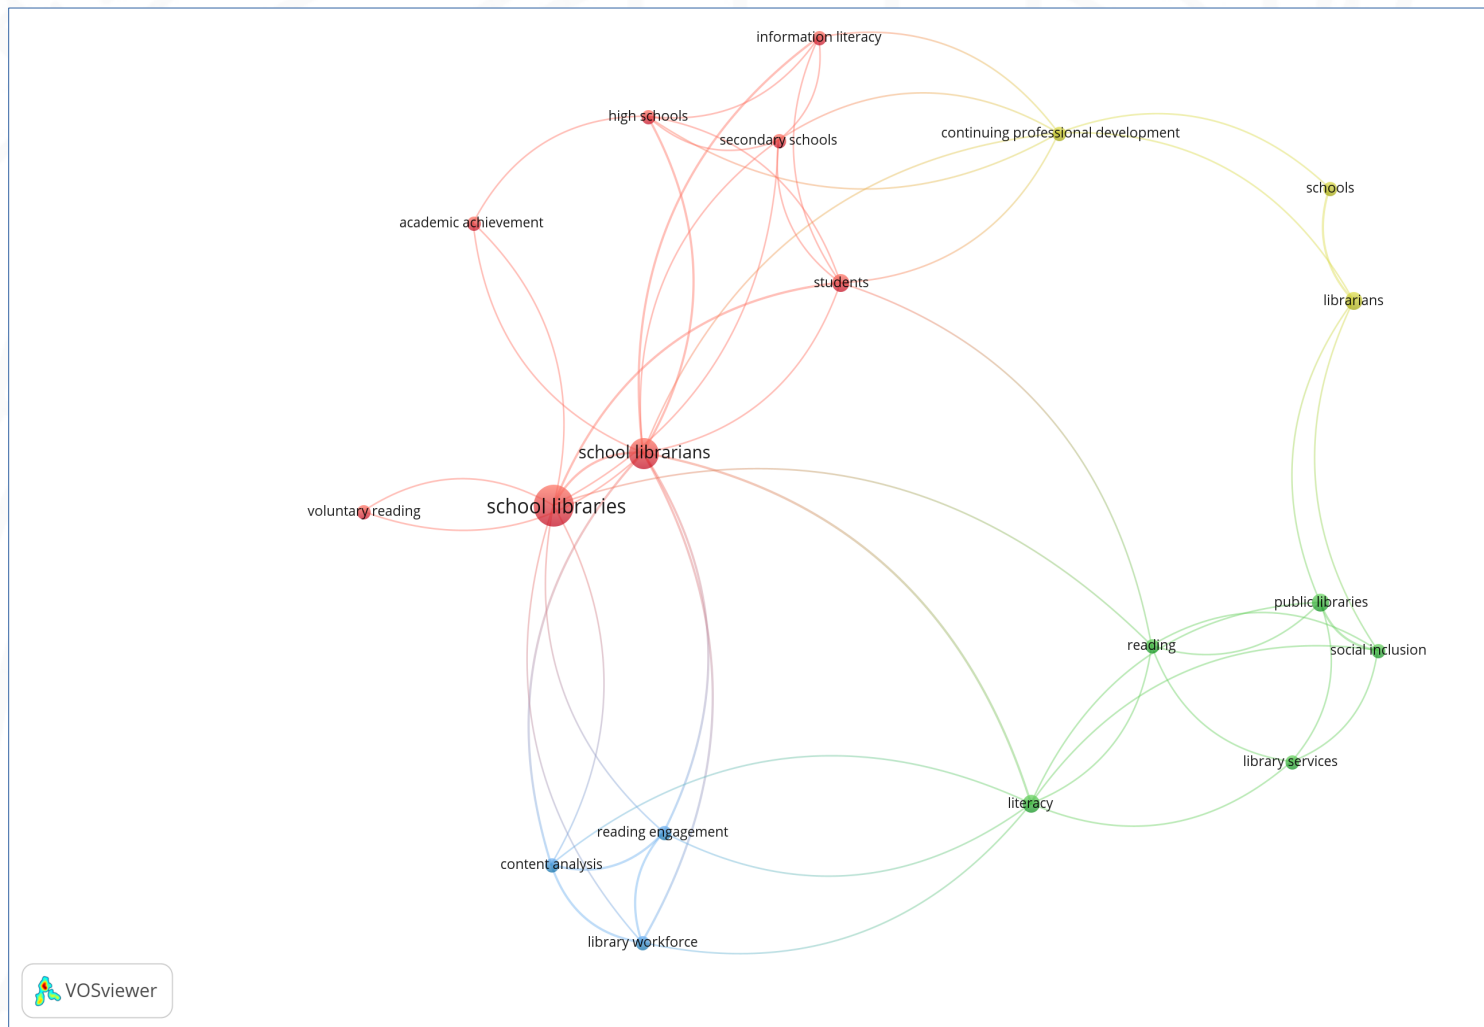 information literacy
high schools
continuing professional development
secondary schools
schools
academic achievement
students
librarians
school librarians
school libraries
voluntary reading
public libraries
reading
social inclusion
library services
literacy
reading engagement
content analysis
library workforce
VOSviewer